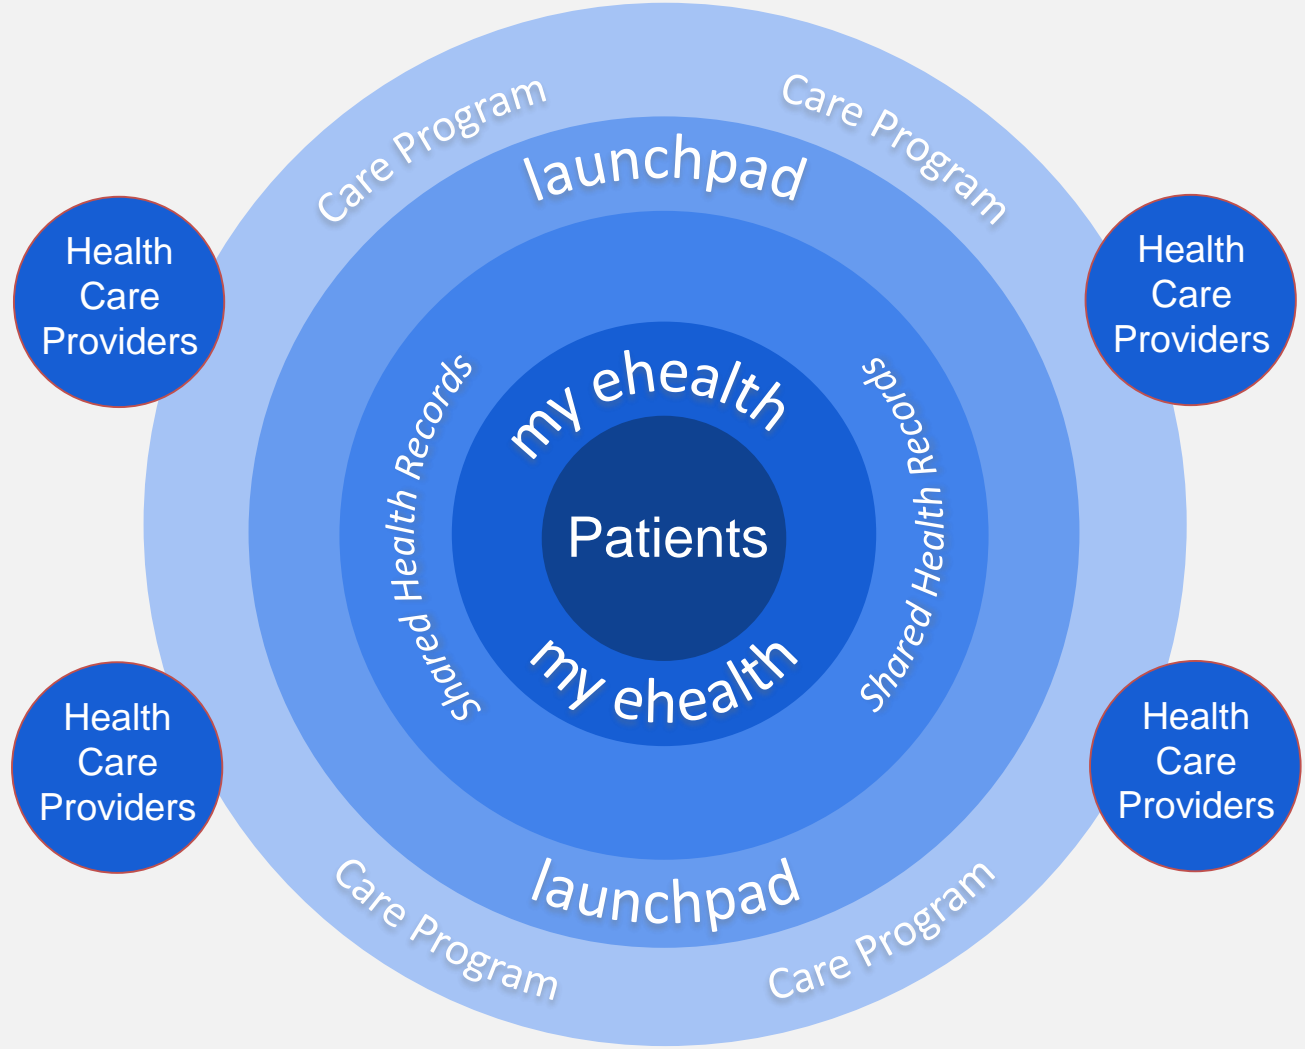 Care Program
Care Program
launchpad
Health
Care
Providers
Health
Care
Providers
my ehealth
Shared Health Records
Shared Health Records
Patients
my ehealth
Health
Care
Providers
Health
Care
Providers
launchpad
Care Program
Care Program